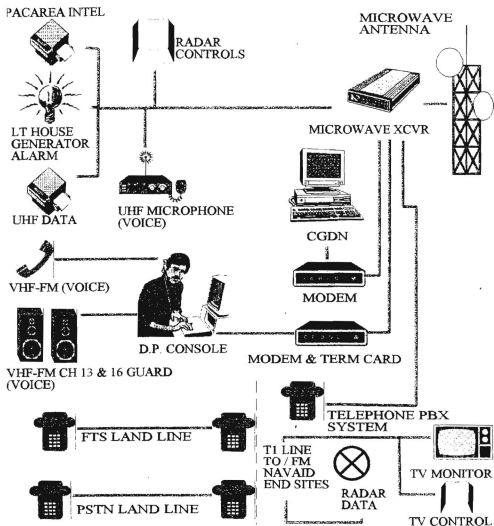 PACAREA INTEL
RADAR
CONTROLS
MICROWAVE
ANTENNA
LT HOUSE
GENERATOR
ALARM
MICROWAVE XCVR
UHF DATA
UHF MICROPHONE
(VOICE)
CGDN
VHF-FM (VOICE)
MODEM
D.P. CONSOLE
MODEM & TERM CARD
VHF-FM CH 13 & 16 GUARD
(VOICE)
TELEPHONE PBX
SYSTEM
FTS LAND LINE
T1 LINE
TO / FM
NAVAID
END SITES
RADAR
DATA
TV MONITOR
PSTN LAND LINE
TV CONTROL